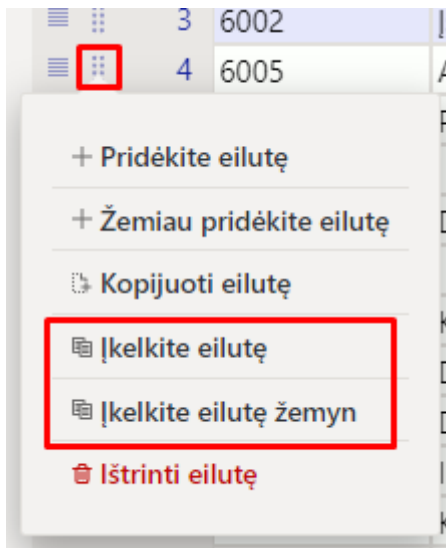 3 6002
4 6005
Pridėkite eilutę
Žemiau pridėkite eilutę
Kopijuoti eilutę
Įkelkite eilutę
Įkelkite eilutę žemyn
Ištrinti eilutę